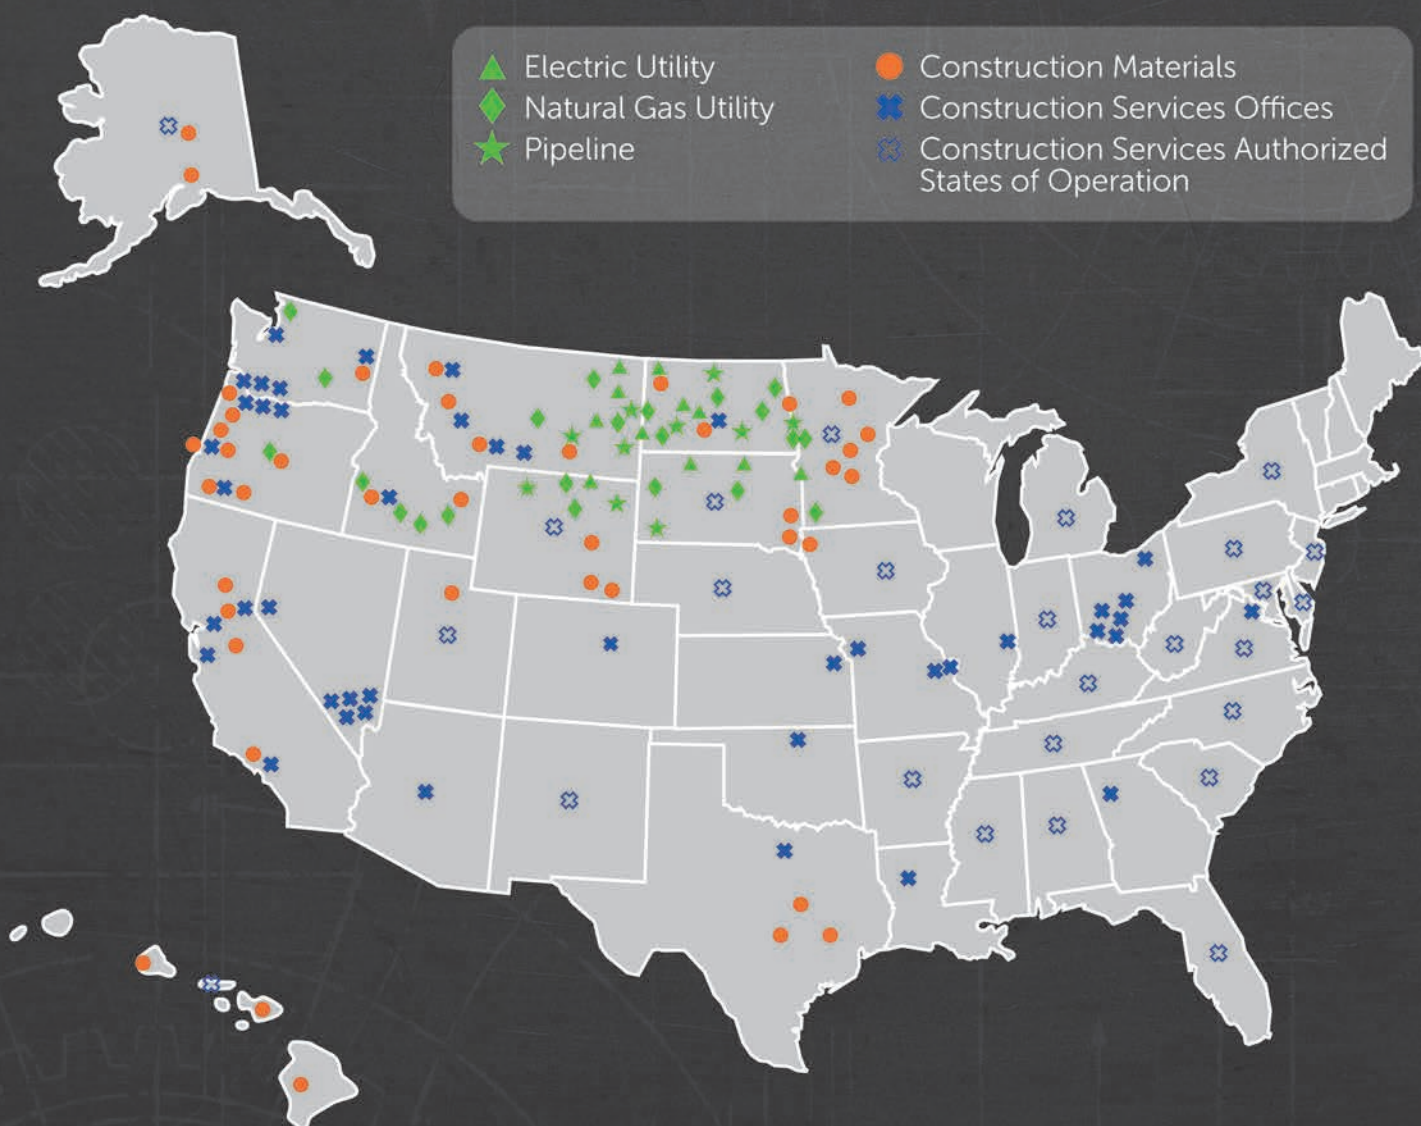 Electric Utility
Natural Gas Utility
Pipeline
Construction Materials
Construction Services Offices
Construction Services Authorized
States of Operation